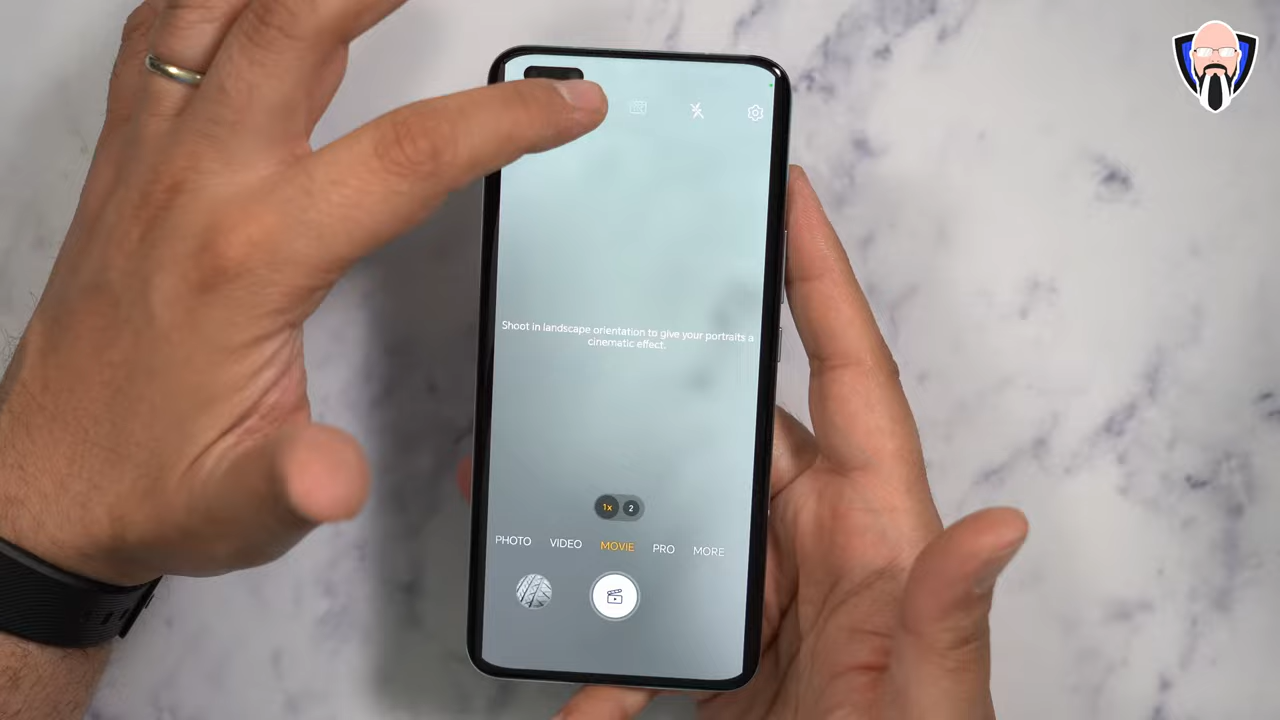 Shoot in landscape orientation to give your portraits a
cinematic effect.
1x 2
PHOTO VIDEO MOVIE PRO MORE